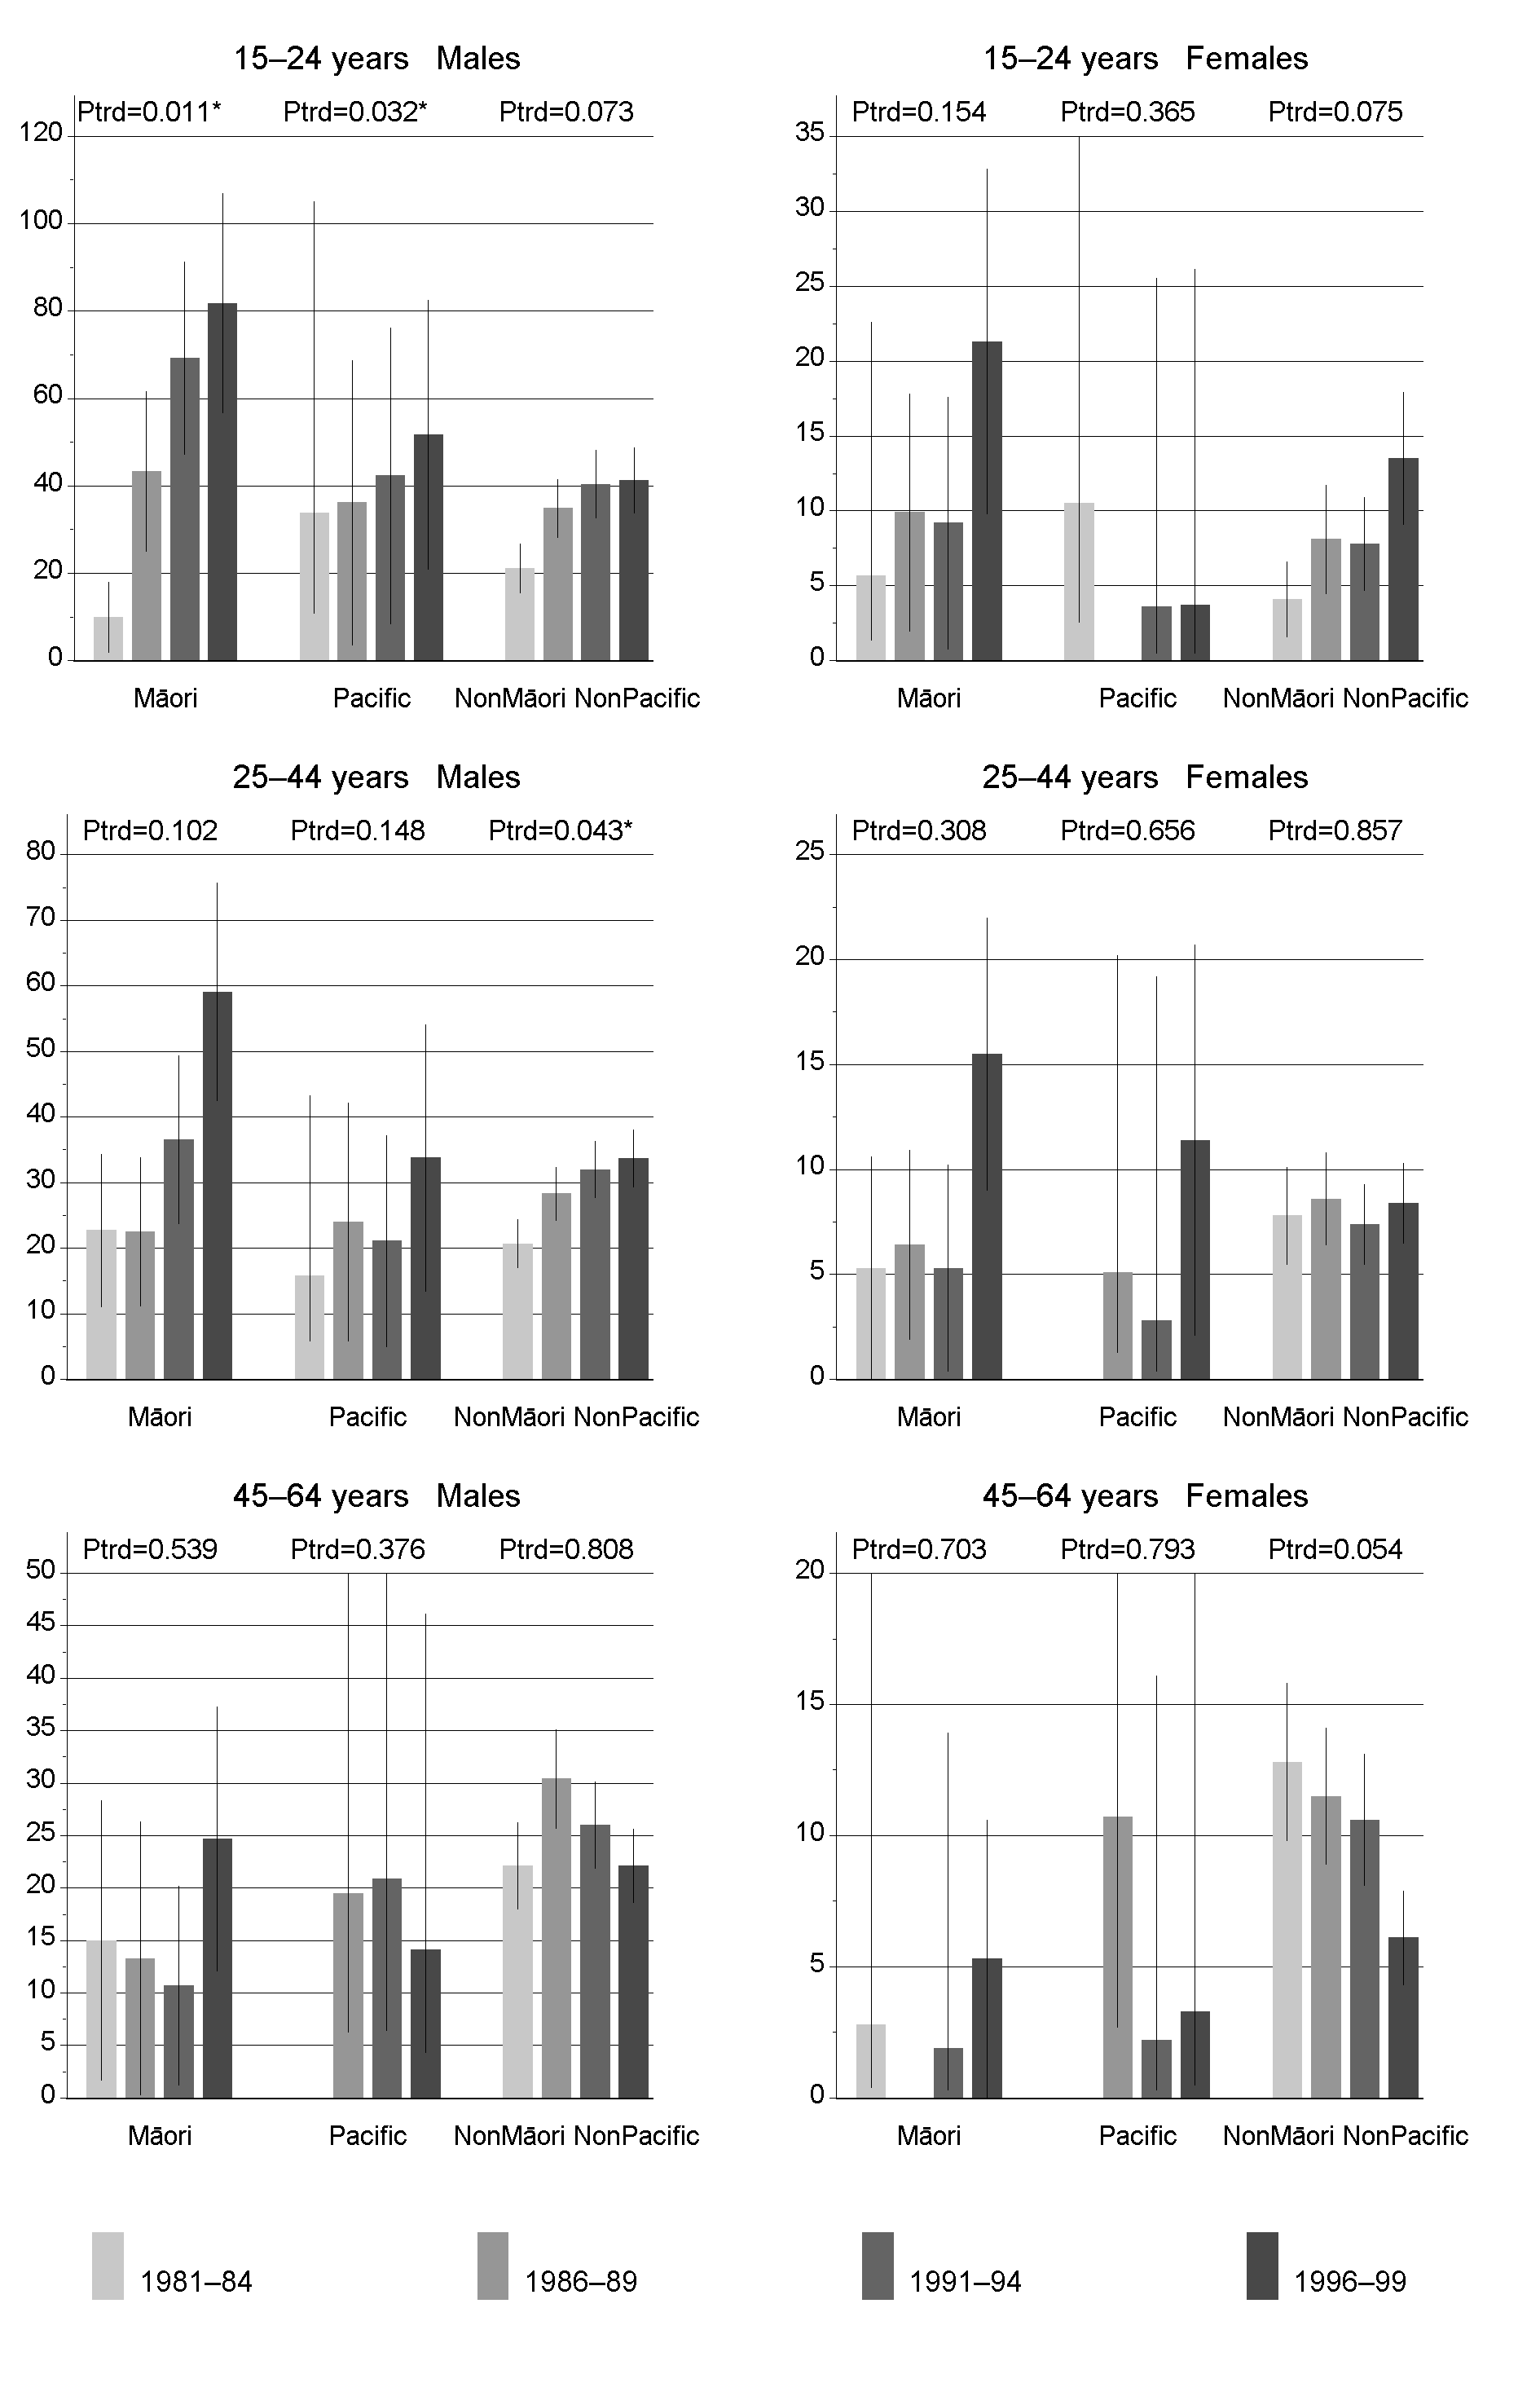 15–24 years Males
Ptrd=0.011* Ptrd=0.032* Ptrd=0.073
120
100
80
60
40
20
0
Māori Pacific NonMāori NonPacific
15–24 years Females
Ptrd=0.154 Ptrd=0.365 Ptrd=0.075
35
30
25
20
15
10
5
0
Māori Pacific NonMāori NonPacific
25–44 years Males
Ptrd=0.102 Ptrd=0.148 Ptrd=0.043*
80
70
60
50
40
30
20
10
0
Māori Pacific NonMāori NonPacific
25–44 years Females
Ptrd=0.308 Ptrd=0.656 Ptrd=0.857
25
20
15
10
5
0
Māori Pacific NonMāori NonPacific
45–64 years Males
Ptrd=0.539 Ptrd=0.376 Ptrd=0.808
50
45
40
35
30
25
20
15
10
5
0
Māori Pacific NonMāori NonPacific
45–64 years Females
Ptrd=0.703 Ptrd=0.793 Ptrd=0.054
20
15
10
5
0
Māori Pacific NonMāori NonPacific
1981–84 1986–89 1991–94 1996–99